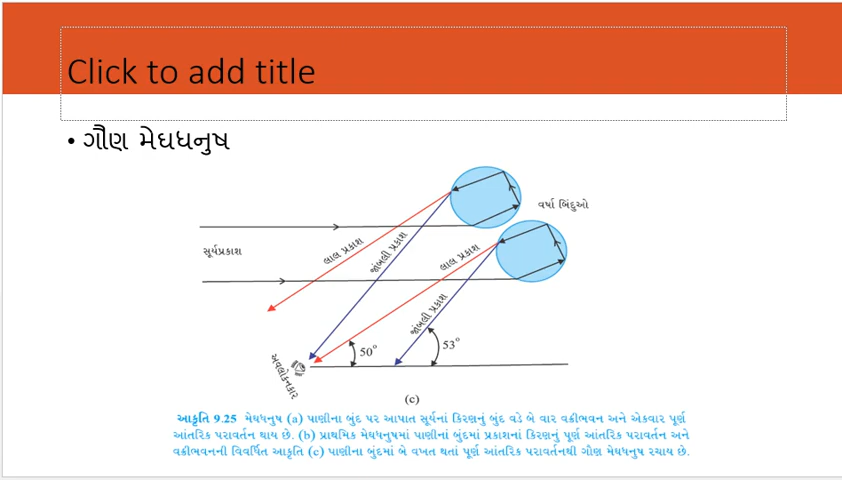 Click to add title
• ગૌણ મેઘધનુષ
વર્ષા બિંદુઓ
સૂર્યપ્રકાશ
લાલ પ્રકાશ
જાંબલી પ્રકાશ
લાલ પ્રકાશ
જાંબલી પ્રકાશ
50°
53°
અવલોકનકાર
(c)
આકૃતિ 9.25 મેઘધનુષ (a) પાણીના બુંદ પર આપાત સૂર્યનાં કિરણનું બુંદ વડે બે વાર વક્રીભવન અને એકવાર પૂર્ણ
આંતરિક પરાવર્તન થાય છે. (b) પ્રાથમિક મેઘધનુષમાં પાણીનાં બુંદમાં પ્રકાશનાં કિરણનું પૂર્ણ આંતરિક પરાવર્તન અને
વક્રીભવનની વિવર્ધિત આકૃતિ (c) પાણીના બુંદમાં બે વખત થતાં પૂર્ણ આંતરિક પરાવર્તનથી ગૌણ મેઘધનુષ રચાય છે.